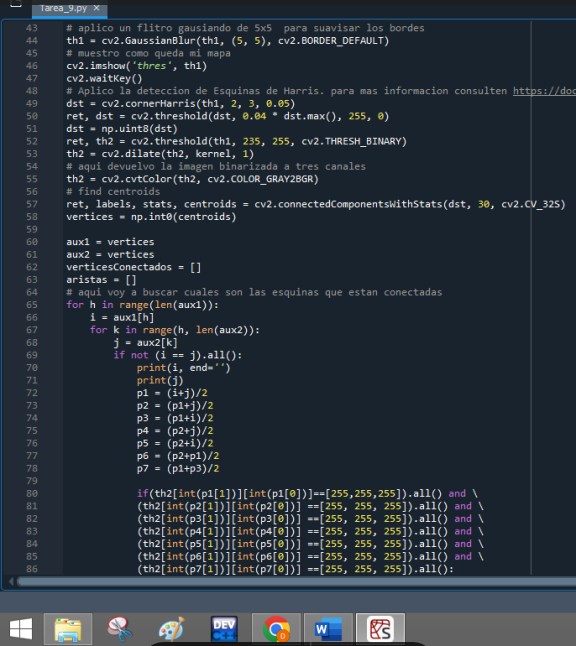 Tarea_9.py ×
43 # aplico un flitro gausiando de 5x5 para suavisar los bordes
44 th1 = cv2.GaussianBlur(th1, (5, 5), cv2.BORDER_DEFAULT)
45 # muestro como queda mi mapa
46 cv2.imshow('thres', th1)
47 cv2.waitKey()
48 # Aplico la deteccion de Esquinas de Harris. para mas informacion consulten https://doc
49 dst = cv2.cornerHarris(th1, 2, 3, 0.05)
50 ret, dst = cv2.threshold(dst, 0.04 * dst.max(), 255, 0)
51 dst = np.uint8(dst)
52 ret, th2 = cv2.threshold(th1, 235, 255, cv2.THRESH_BINARY)
53 th2 = cv2.dilate(th2, kernel, 1)
54 # aqui devuelvo la imagen binarizada a tres canales
55 th2 = cv2.cvtColor(th2, cv2.COLOR_GRAY2BGR)
56 # find centroids
57 ret, labels, stats, centroids = cv2.connectedComponentsWithStats(dst, 30, cv2.CV_32S)
58 vertices = np.int0(centroids)
59
60 aux1 = vertices
61 aux2 = vertices
62 verticesConectados = []
63 aristas = []
64 # aqui voy a buscar cuales son las esquinas que estan conectadas
65 for h in range(len(aux1)):
66 i = aux1[h]
67 for k in range(h, len(aux2)):
68 j = aux2[k]
69 if not (i == j).all():
70 print(i, end='')
71 print(j)
72 p1 = (i+j)/2
73 p2 = (p1+j)/2
74 p3 = (p1+i)/2
75 p4 = (p2+j)/2
76 p5 = (p2+i)/2
77 p6 = (p2+p1)/2
78 p7 = (p1+p3)/2
79
80 if(th2[int(p1[1])][int(p1[0])]==[255,255,255]).all() and \
81 (th2[int(p2[1])][int(p2[0])] ==[255, 255, 255]).all() and \
82 (th2[int(p3[1])][int(p3[0])] ==[255, 255, 255]).all() and \
83 (th2[int(p4[1])][int(p4[0])] ==[255, 255, 255]).all() and \
84 (th2[int(p5[1])][int(p5[0])] ==[255, 255, 255]).all() and \
85 (th2[int(p6[1])][int(p6[0])] ==[255, 255, 255]).all() and \
86 (th2[int(p7[1])][int(p7[0])] ==[255, 255, 255]).all():
DEV
C++
W